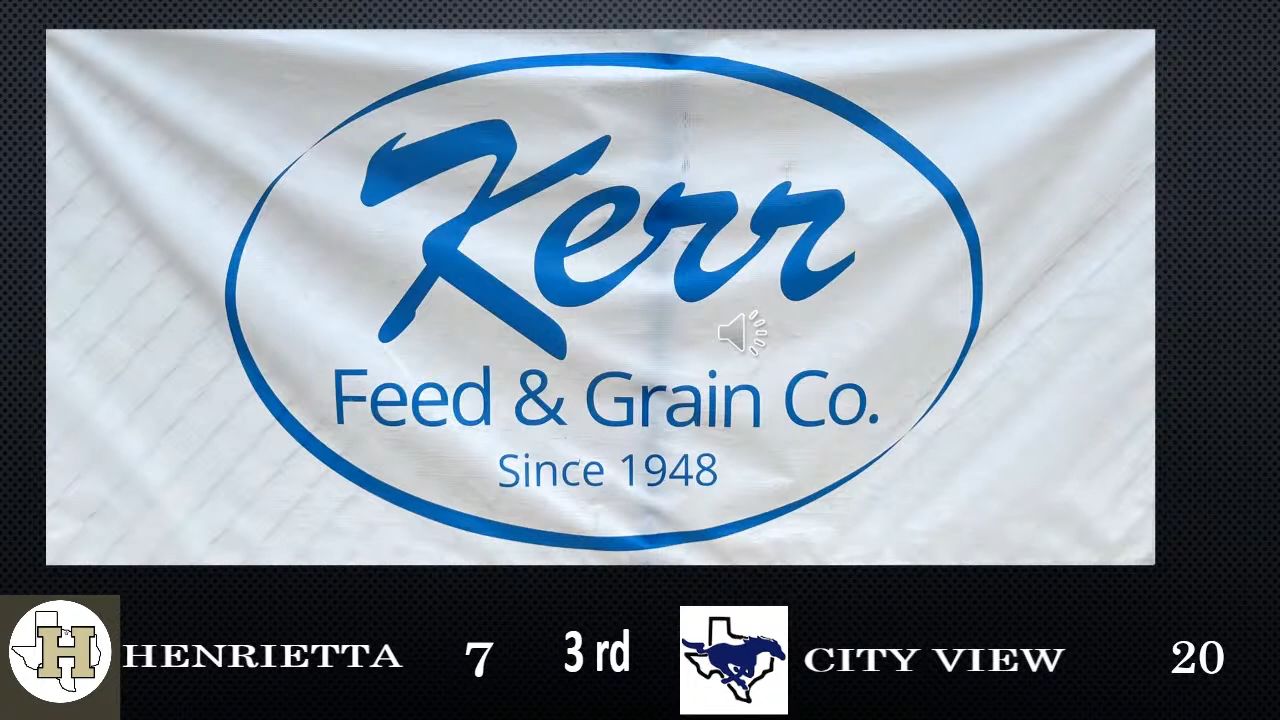 Kerr
Feed & Grain Co.
Since 1948
H HENRIETTA 7 3 rd CITY VIEW 20